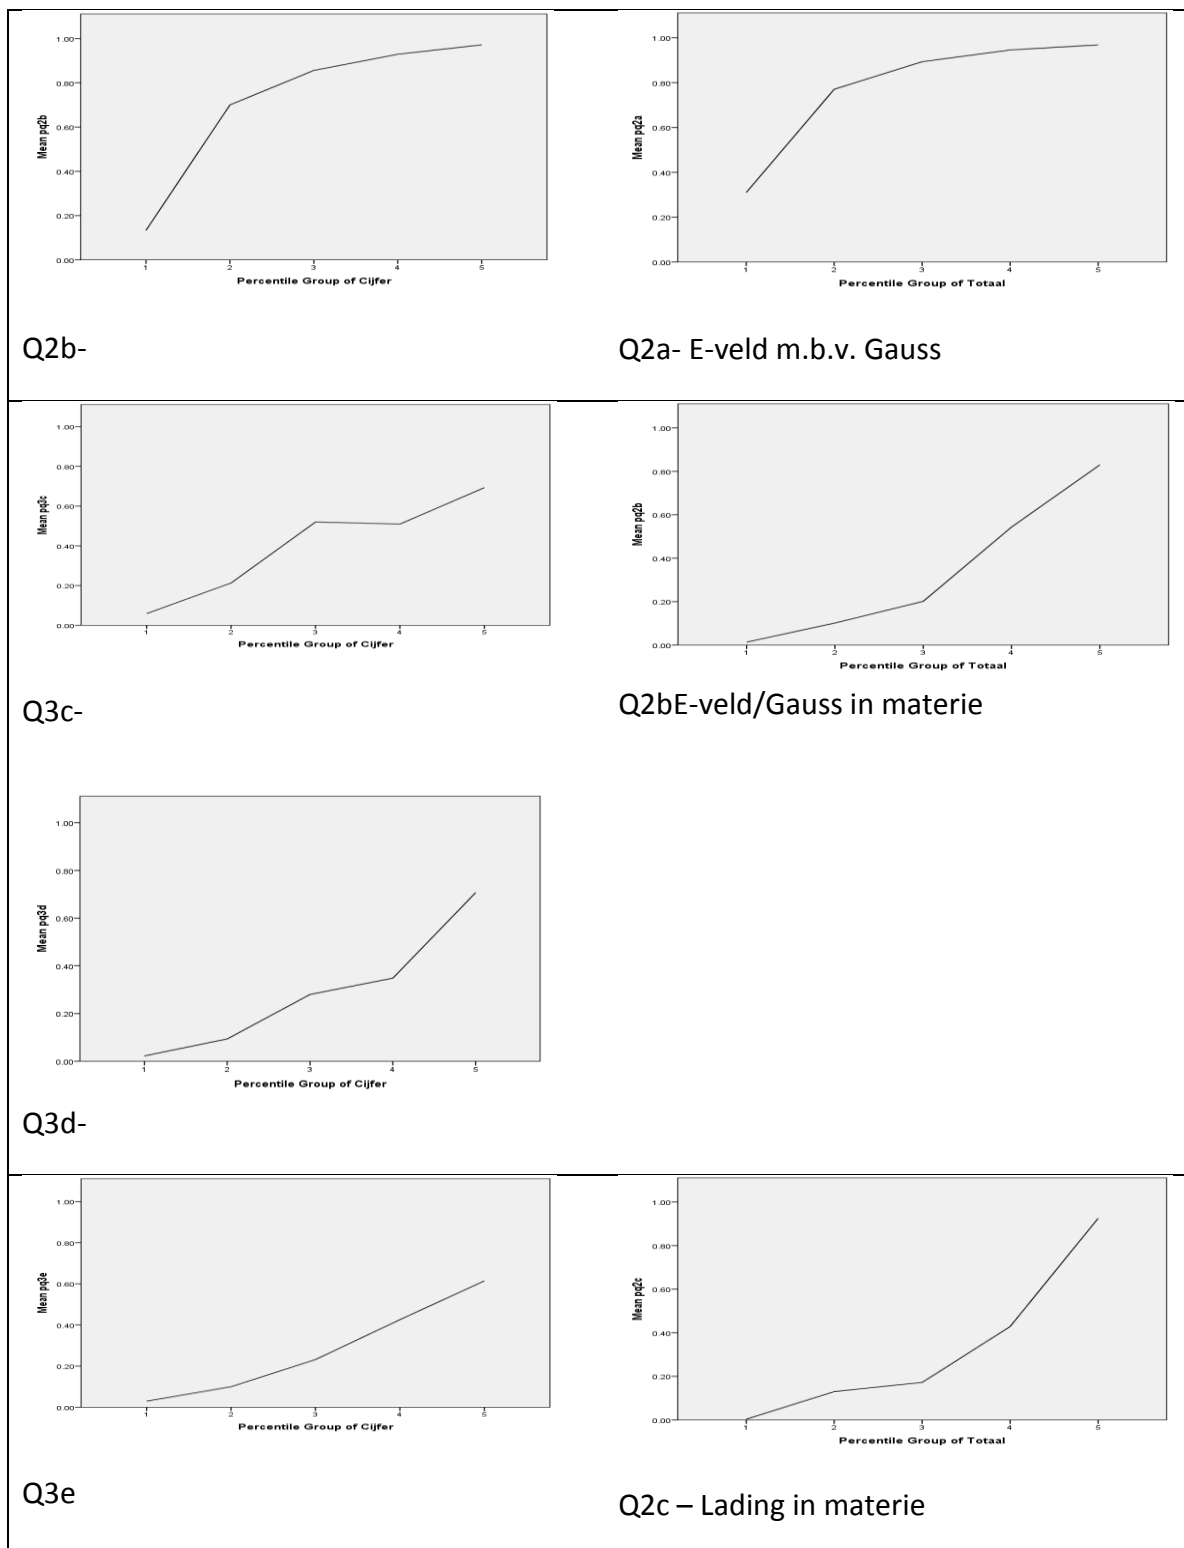 1.00
0.80
0.60
0.40
0.20
0.00
Mean pq2b
1 2 3 4 5
Percentile Group of Cijfer
Q2b-
1.00
0.80
0.60
0.40
0.20
0.00
Mean pq2a
1 2 3 4 5
Percentile Group of Totaal
Q2a- E-veld m.b.v. Gauss
1.00
0.80
0.60
0.40
0.20
0.00
Mean pq3c
1 2 3 4 5
Percentile Group of Cijfer
Q3c-
1.00
0.80
0.60
0.40
0.20
0.00
Mean pq2b
1 2 3 4 5
Percentile Group of Totaal
Q2bE-veld/Gauss in materie
1.00
0.80
0.60
0.40
0.20
0.00
Mean pq3d
1 2 3 4 5
Percentile Group of Cijfer
Q3d-
1.00
0.80
0.60
0.40
0.20
0.00
Mean pq3e
1 2 3 4 5
Percentile Group of Cijfer
Q3e
1.00
0.80
0.60
0.40
0.20
0.00
Mean pq2c
1 2 3 4 5
Percentile Group of Totaal
Q2c – Lading in materie